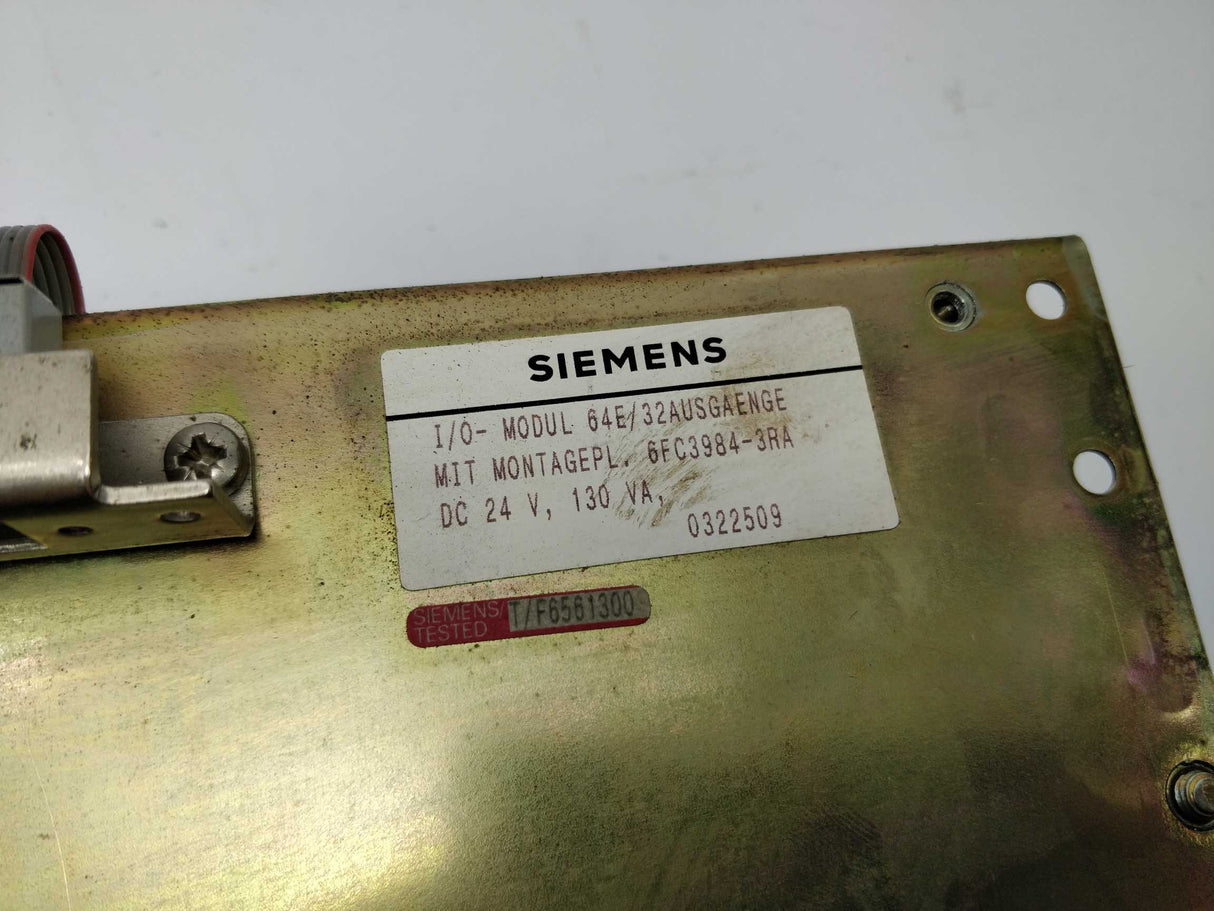 SIEMENS
I/O- MODUL 64E/32AUSGAENGE
MIT MONTAGEPL. 6FC3984-3RA
DC 24 V, 130 VA,
0322509
SIEMENS/
TESTED
T/F6561300